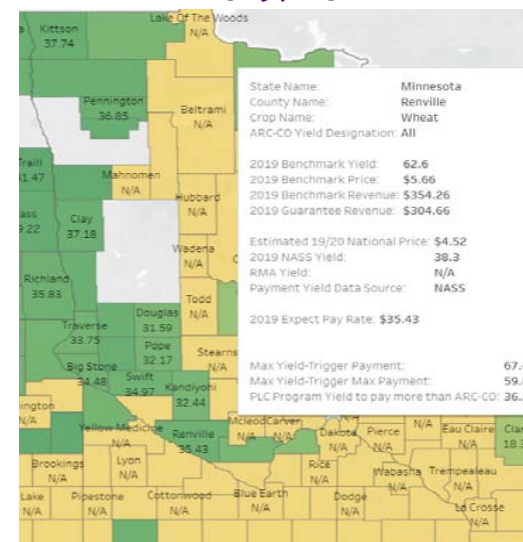 Lake Of The Woods
N/A
Kittson
37.74
Pennington
36.85
Beltrami
N/A
Mahnomen
N/A
Hubbard
N/A
Clay
37.18
Wadena
N/A
Richland
35.83
Todd
N/A
Douglas
31.59
Traverse
33.75
Pope
32.17
Stearns
N/A
Big Stone
34.48
Swift
34.97
Kandiyohi
32.44
State Name: Minnesota
County Name: Renville
Crop Name: Wheat
ARC-CO Yield Designation: All
2019 Benchmark Yield: 62.6
2019 Benchmark Price: $5.66
2019 Benchmark Revenue: $354.26
2019 Guarantee Revenue: $304.66
Estimated 19/20 National Price: $4.52
2019 NASS Yield: 38.3
RMA Yield: N/A
Payment Yield Data Source: NASS
2019 Expect Pay Rate: $35.43
Max Yield-Trigger Payment: 67.
Max Yield-Trigger Max Payment: 59.
PLC Program Yield to pay more than ARC-CO: 36.
Yellow Medicine
N/A
Renville
35.43
Mcleod
N/A
Carver
N/A
Dakota
N/A
Pierce
N/A
N/A
Eau Claire
N/A
Brookings
N/A
Lyon
N/A
Rice
N/A
Wabasha
N/A
Trempealeau
N/A
Lake
N/A
Pipestone
N/A
Cottonwood
N/A
Blue Earth
N/A
Dodge
N/A
La Crosse
N/A